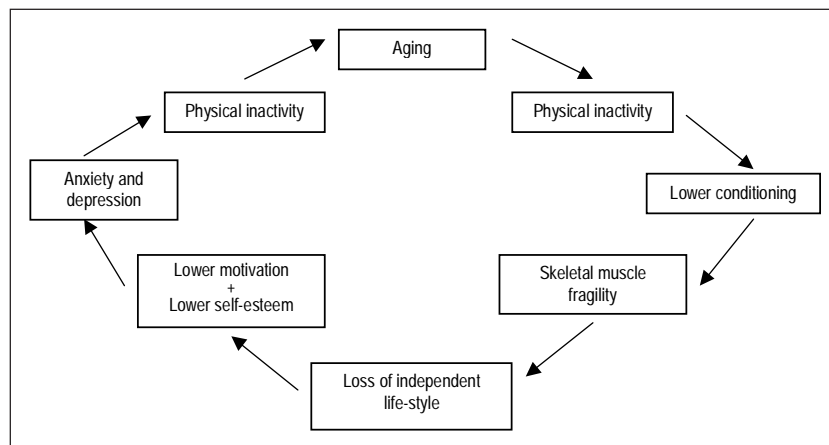 Aging
Physical inactivity
Physical inactivity
Anxiety and
depression
Lower conditioning
Lower motivation
+
Lower self-esteem
Skeletal muscle
fragility
Loss of independent
life-style